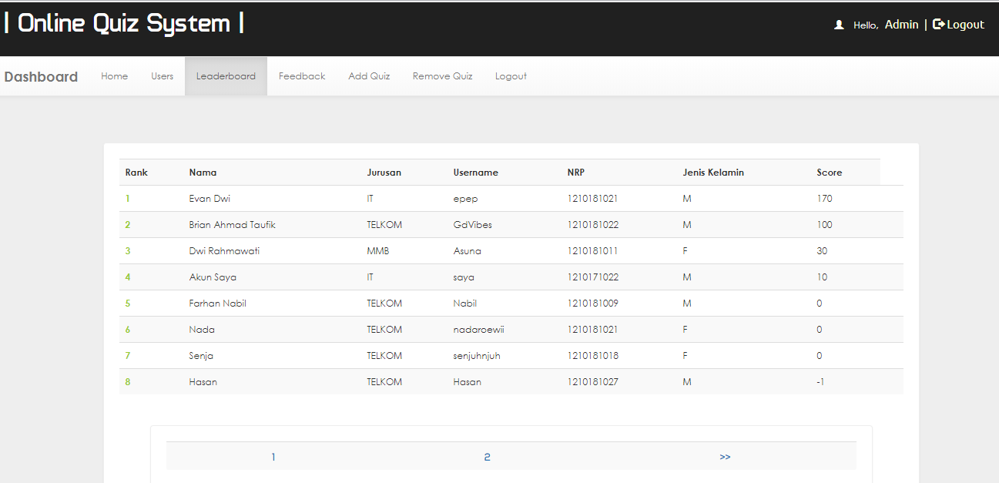 | Online Quiz System |
Hello, Admin | Logout
Dashboard Home Users Leaderboard Feedback Add Quiz Remove Quiz Logout
Rank Nama Jurusan Username NRP Jenis Kelamin Score
1 Evan Dwi IT epep 1210181021 M 170
2 Brian Ahmad Taufik TELKOM GdVibes 1210181022 M 100
3 Dwi Rahmawati MMB Asuna 1210181011 F 30
4 Akun Saya IT saya 1210171022 M 10
5 Farhan Nabil TELKOM Nabil 1210181009 M 0
6 Nada TELKOM nadaroewii 1210181021 F 0
7 Senja TELKOM senjuhnjuh 1210181018 F 0
8 Hasan TELKOM Hasan 1210181027 M -1
1 2 >>